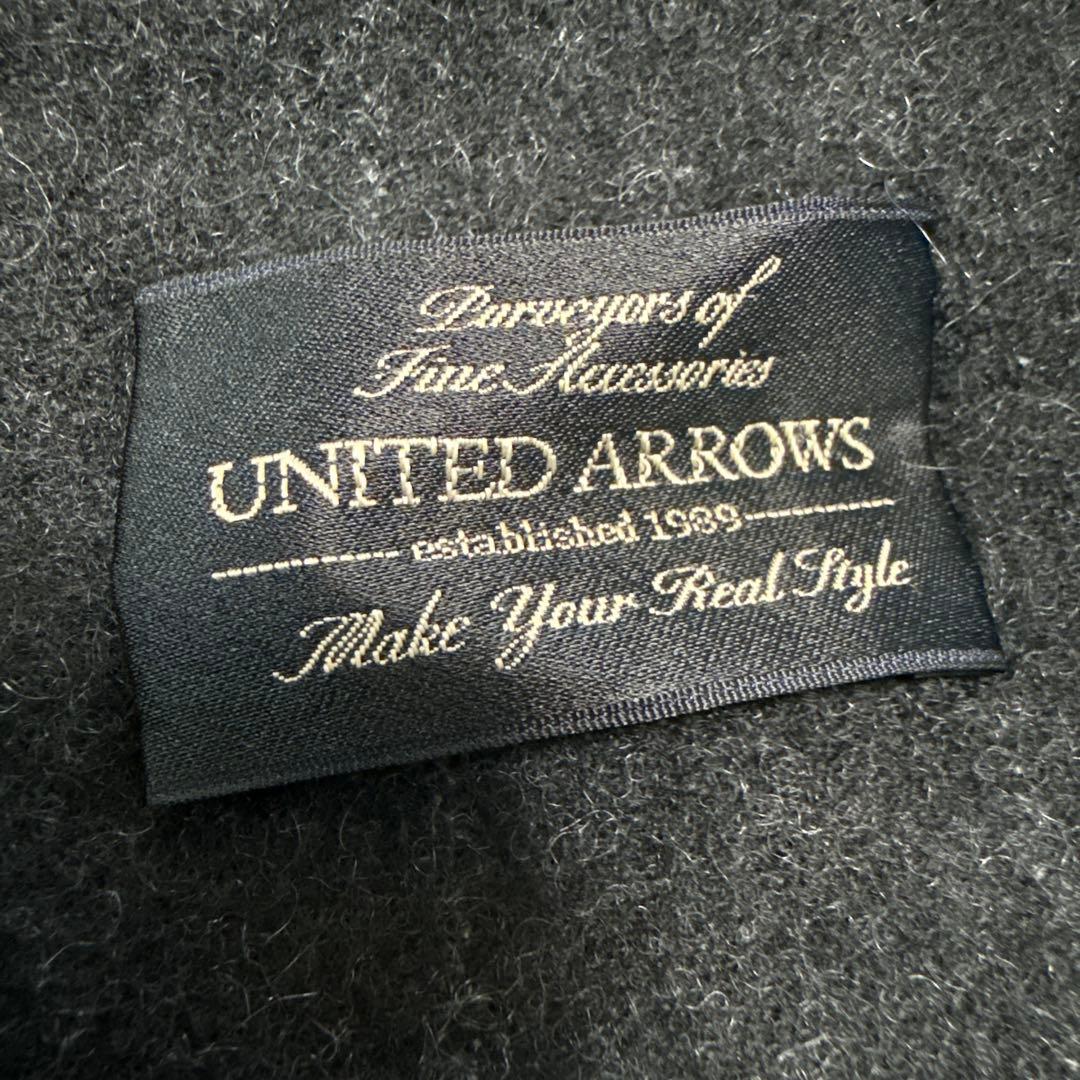 Purveyors of
Fine Accessories
UNITED ARROWS
established 1989
Make Your Real Style